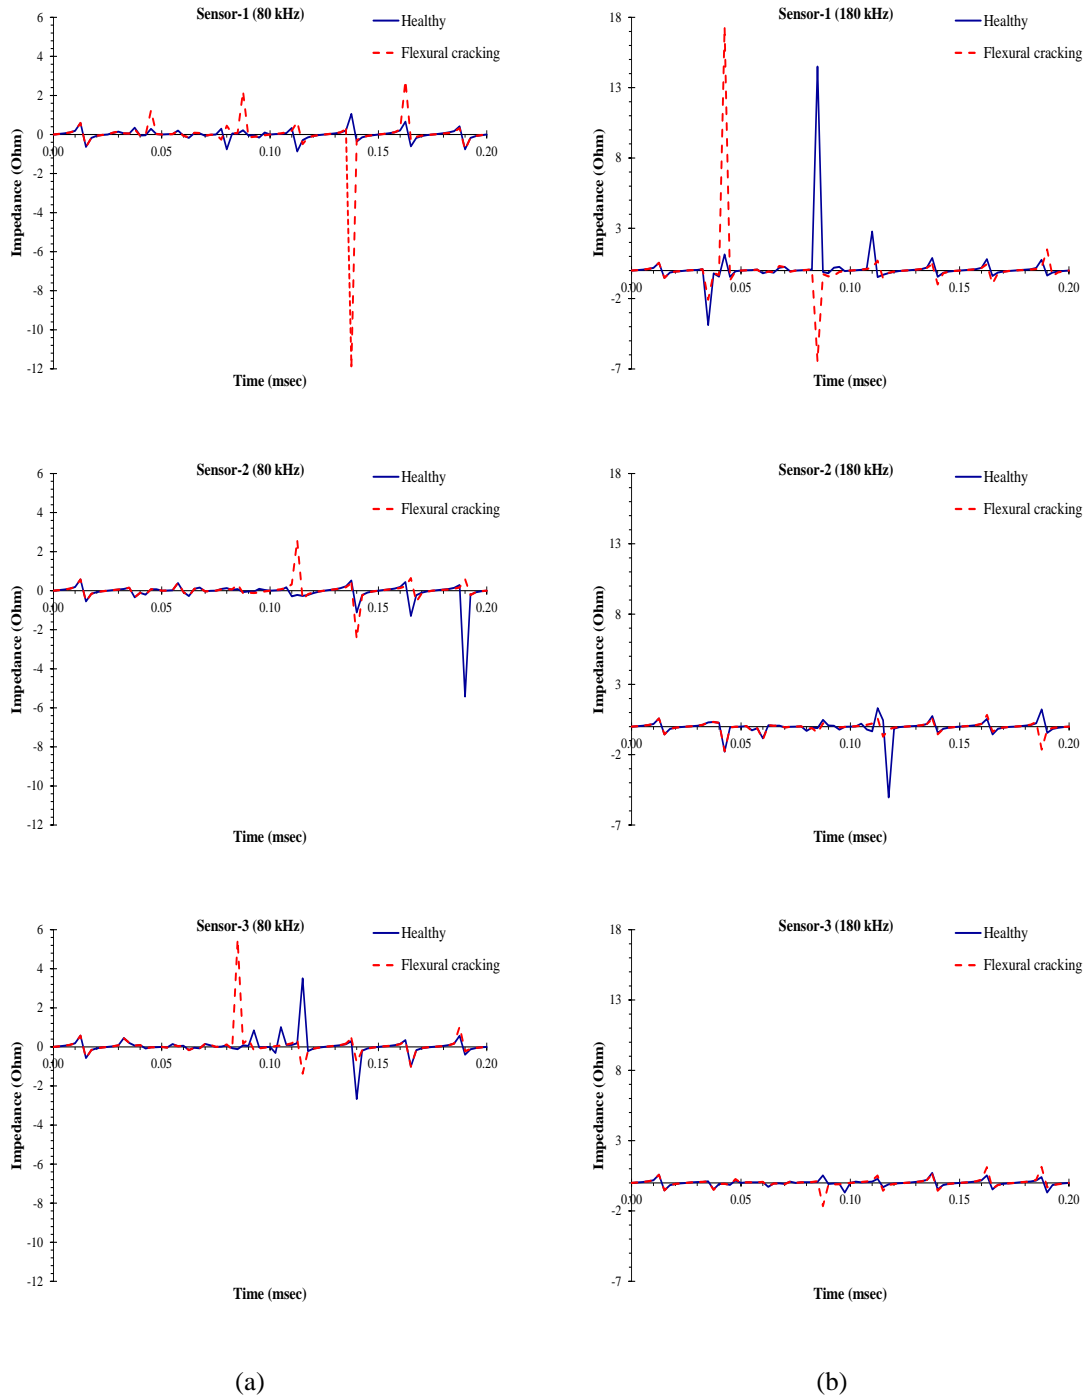 Sensor-1 (80 kHz)
Healthy
Flexural cracking
6
4
2
0
-2
-4
-6
-8
-10
-12
0.00
0.05
0.10
0.15
0.20
Impedance (Ohm)
Time (msec)
Sensor-1 (180 kHz)
Healthy
Flexural cracking
18
13
8
3
-2
-7
0.00
0.05
0.10
0.15
0.20
Impedance (Ohm)
Time (msec)
Sensor-2 (80 kHz)
Healthy
Flexural cracking
6
4
2
0
-2
-4
-6
-8
-10
-12
0.00
0.05
0.10
0.15
0.20
Impedance (Ohm)
Time (msec)
Sensor-2 (180 kHz)
Healthy
Flexural cracking
18
13
8
3
-2
-7
0.00
0.05
0.10
0.15
0.20
Impedance (Ohm)
Time (msec)
Sensor-3 (80 kHz)
Healthy
Flexural cracking
6
4
2
0
-2
-4
-6
-8
-10
-12
0.00
0.05
0.10
0.15
0.20
Impedance (Ohm)
Time (msec)
Sensor-3 (180 kHz)
Healthy
Flexural cracking
18
13
8
3
-2
-7
0.00
0.05
0.10
0.15
0.20
Impedance (Ohm)
Time (msec)
(a)
(b)